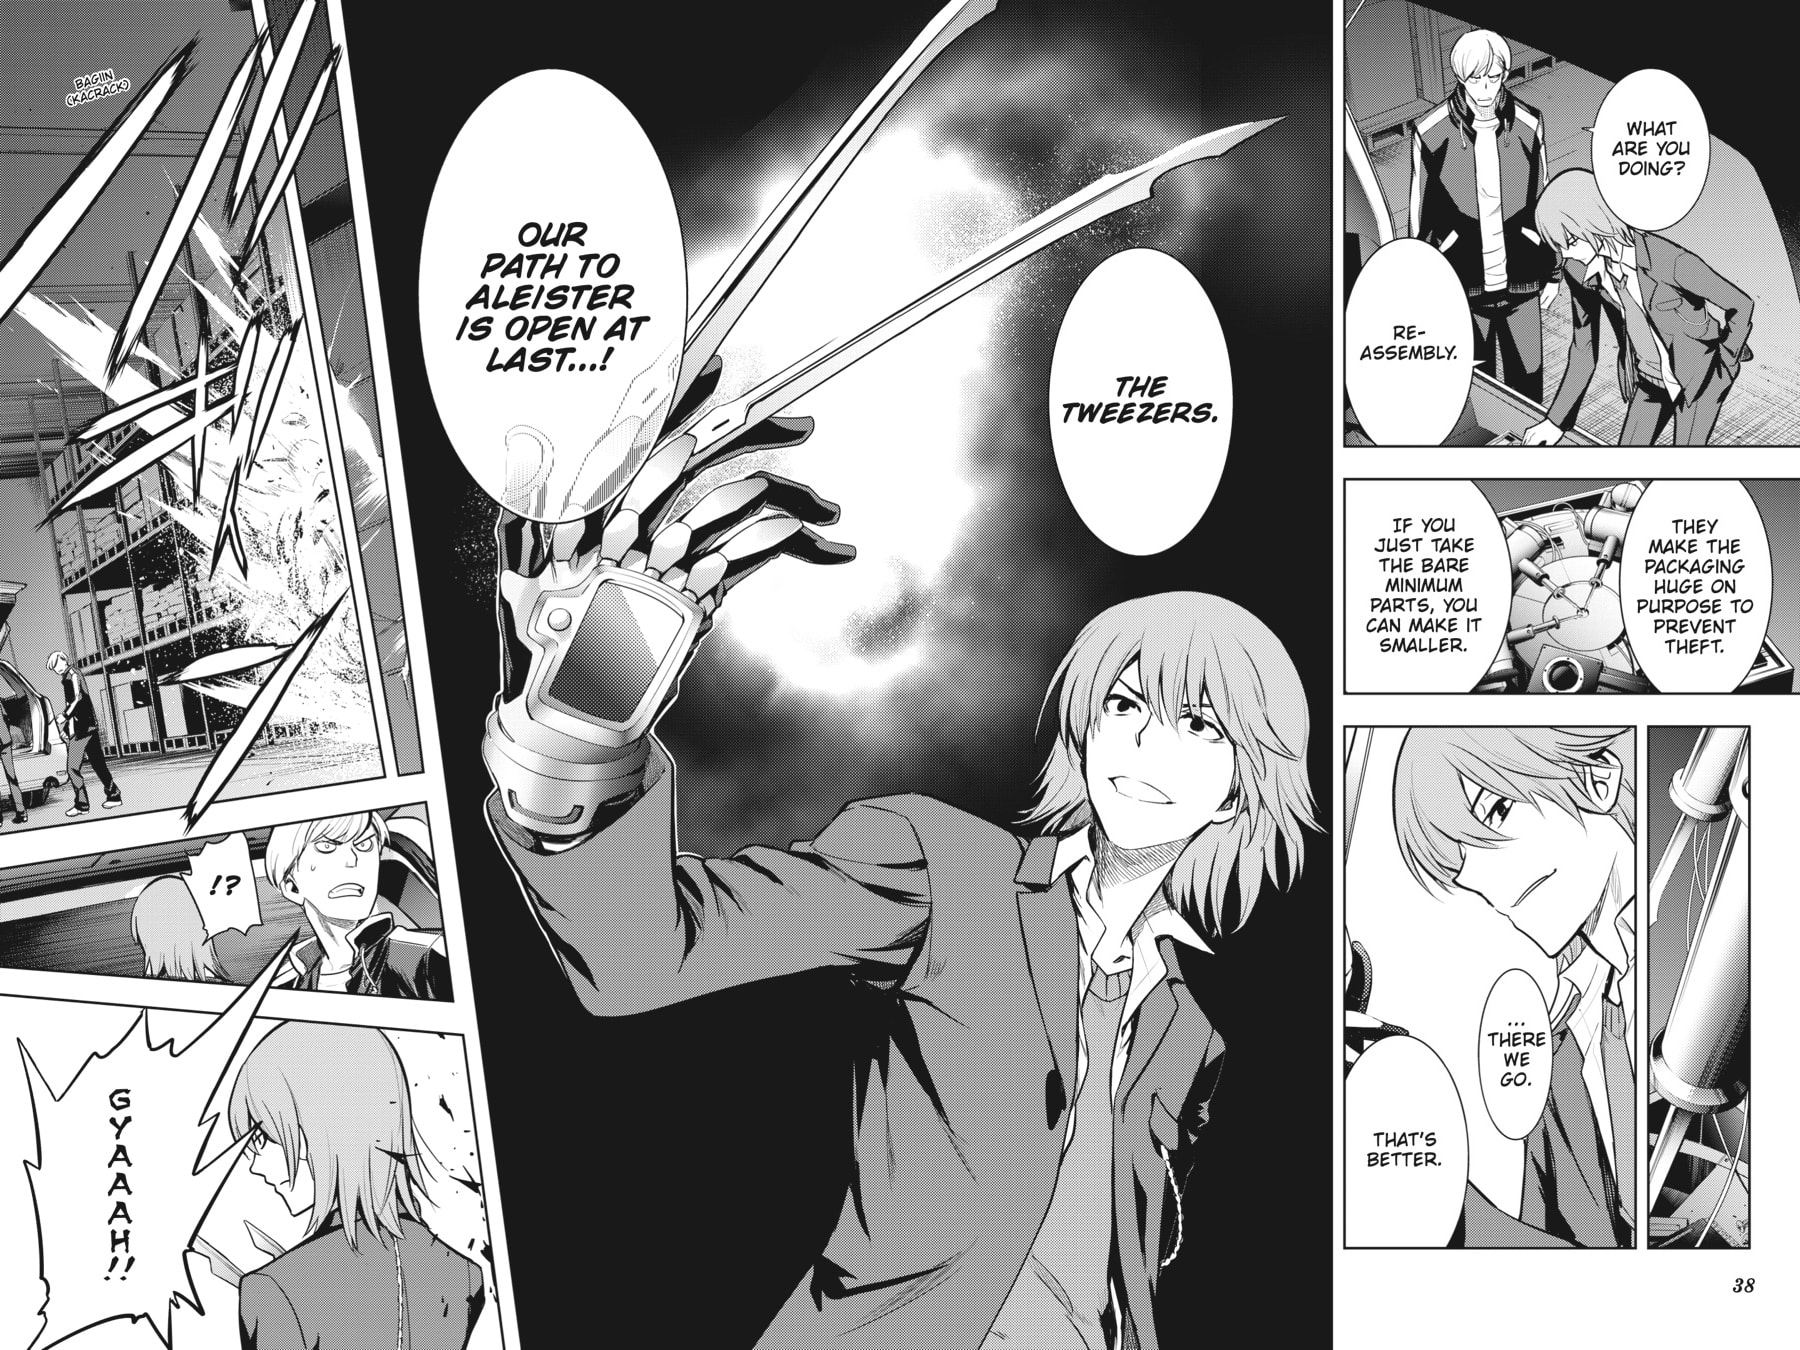 WHAT
ARE YOU
DOING?
RE-
ASSEMBLY.
THEY
MAKE THE
PACKAGING
HUGE ON
PURPOSE TO
PREVENT
THEFT.
IF YOU
JUST TAKE
THE BARE
MINIMUM
PARTS, YOU
CAN MAKE IT
SMALLER.
...
THERE
WE
GO.
THAT'S
BETTER.
38
THE
TWEEZERS.
OUR
PATH TO
ALEISTER
IS OPEN AT
LAST...!
BAGIIN
(KACRACK)
!?
GYAAAH!!